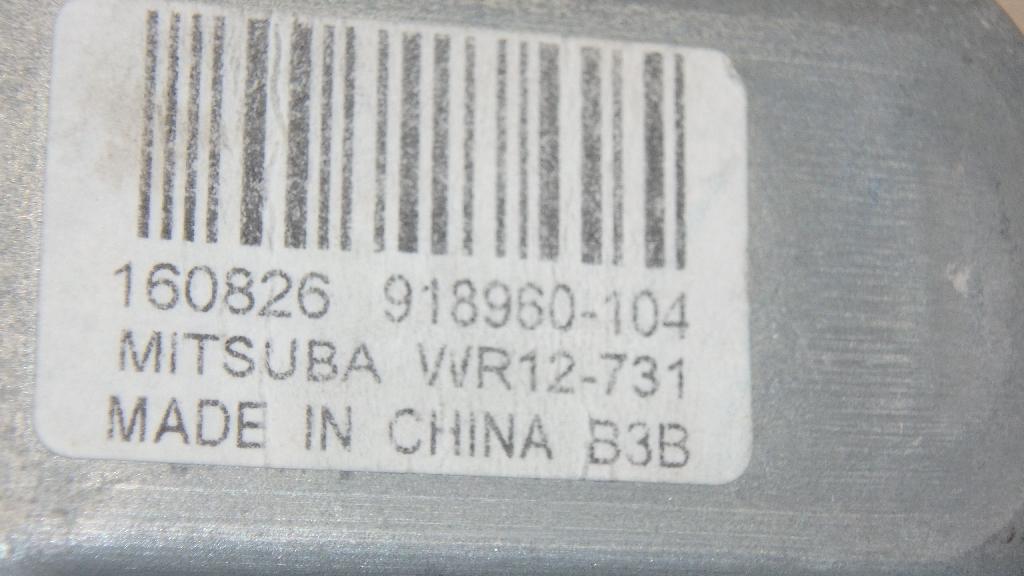 160826 918960-104
MITSUBA WR12-731
MADE IN CHINA B3B